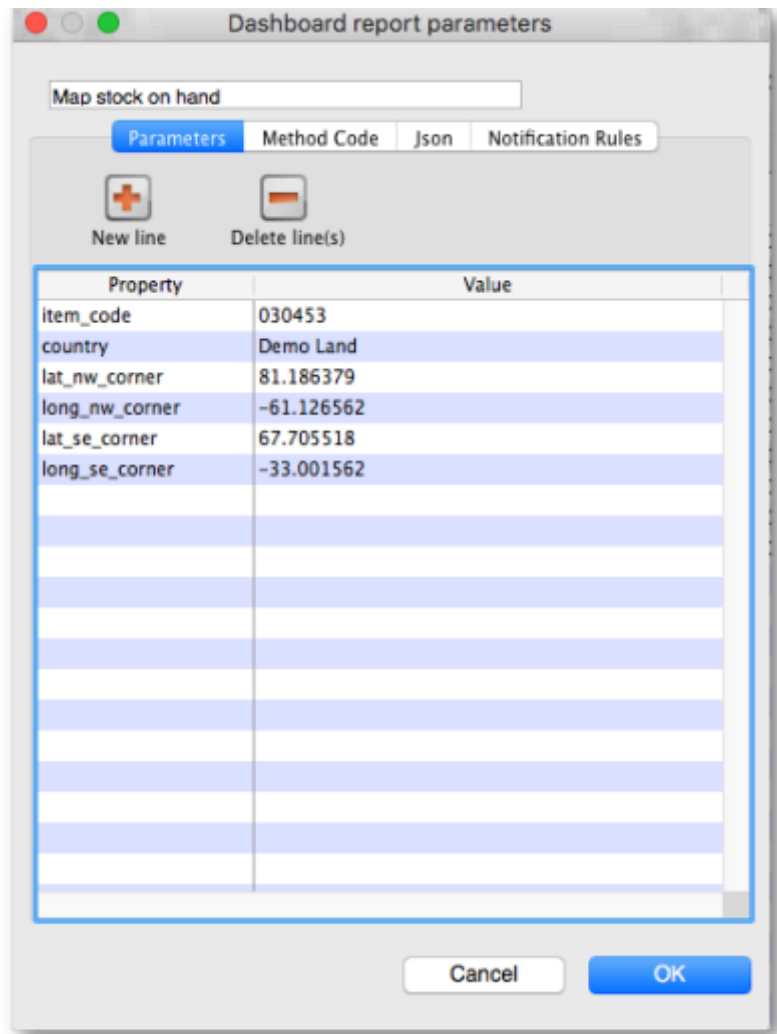 Dashboard report parameters
Map stock on hand
Parameters Method Code Json Notification Rules
New line Delete line(s)
Property Value
item_code 030453
country Demo Land
lat_nw_corner 81.186379
long_nw_corner -61.126562
lat_se_corner 67.705518
long_se_corner -33.001562
Cancel OK